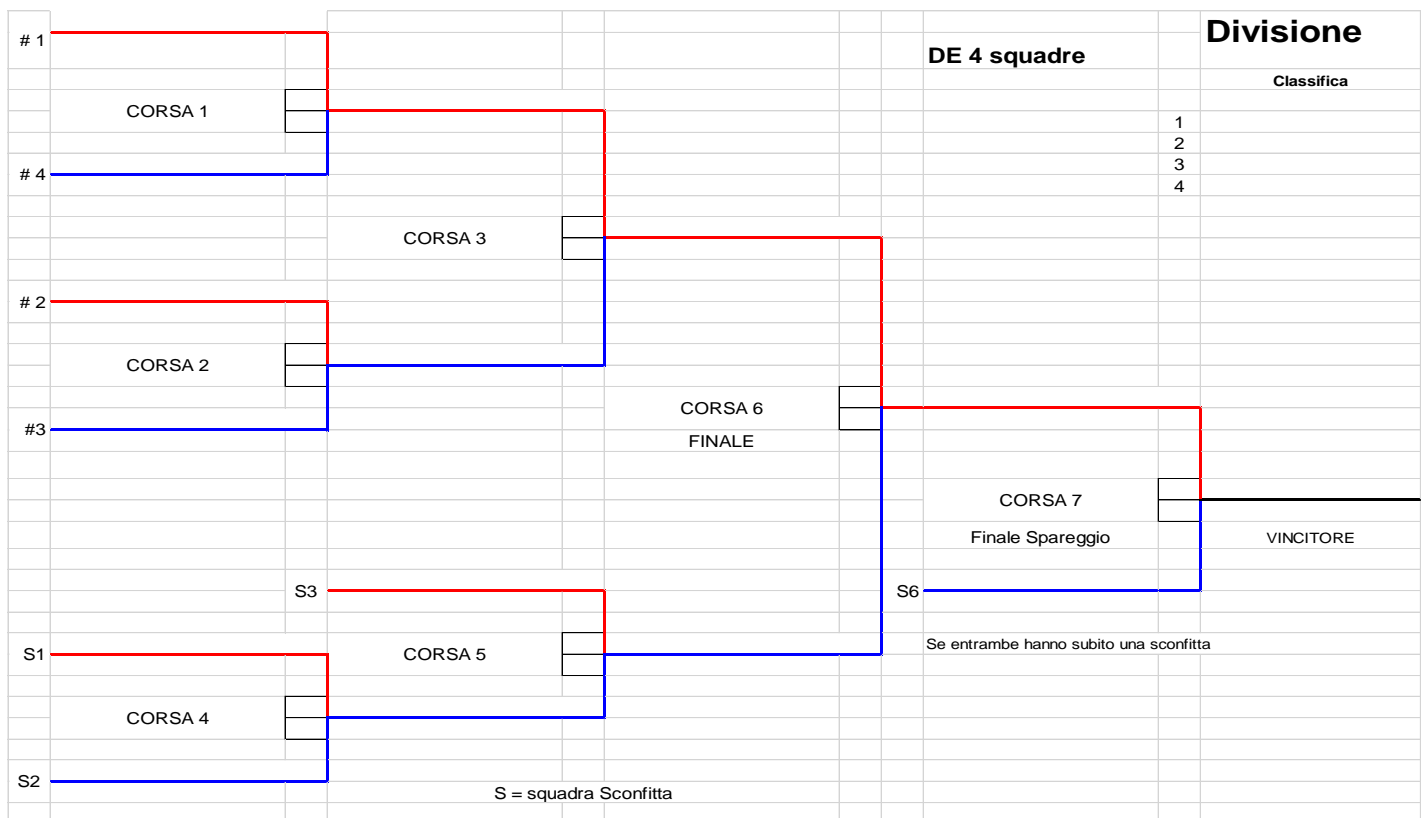 Divisione
# 1
DE 4 squadre
Classifica
CORSA 1
1
2
3
4
# 4
CORSA 3
# 2
CORSA 2
CORSA 6
#3
FINALE
CORSA 7
Finale Spareggio
VINCITORE
S3
S6
Se entrambe hanno subito una sconfitta
S1
CORSA 5
CORSA 4
S2
S = squadra Sconfitta